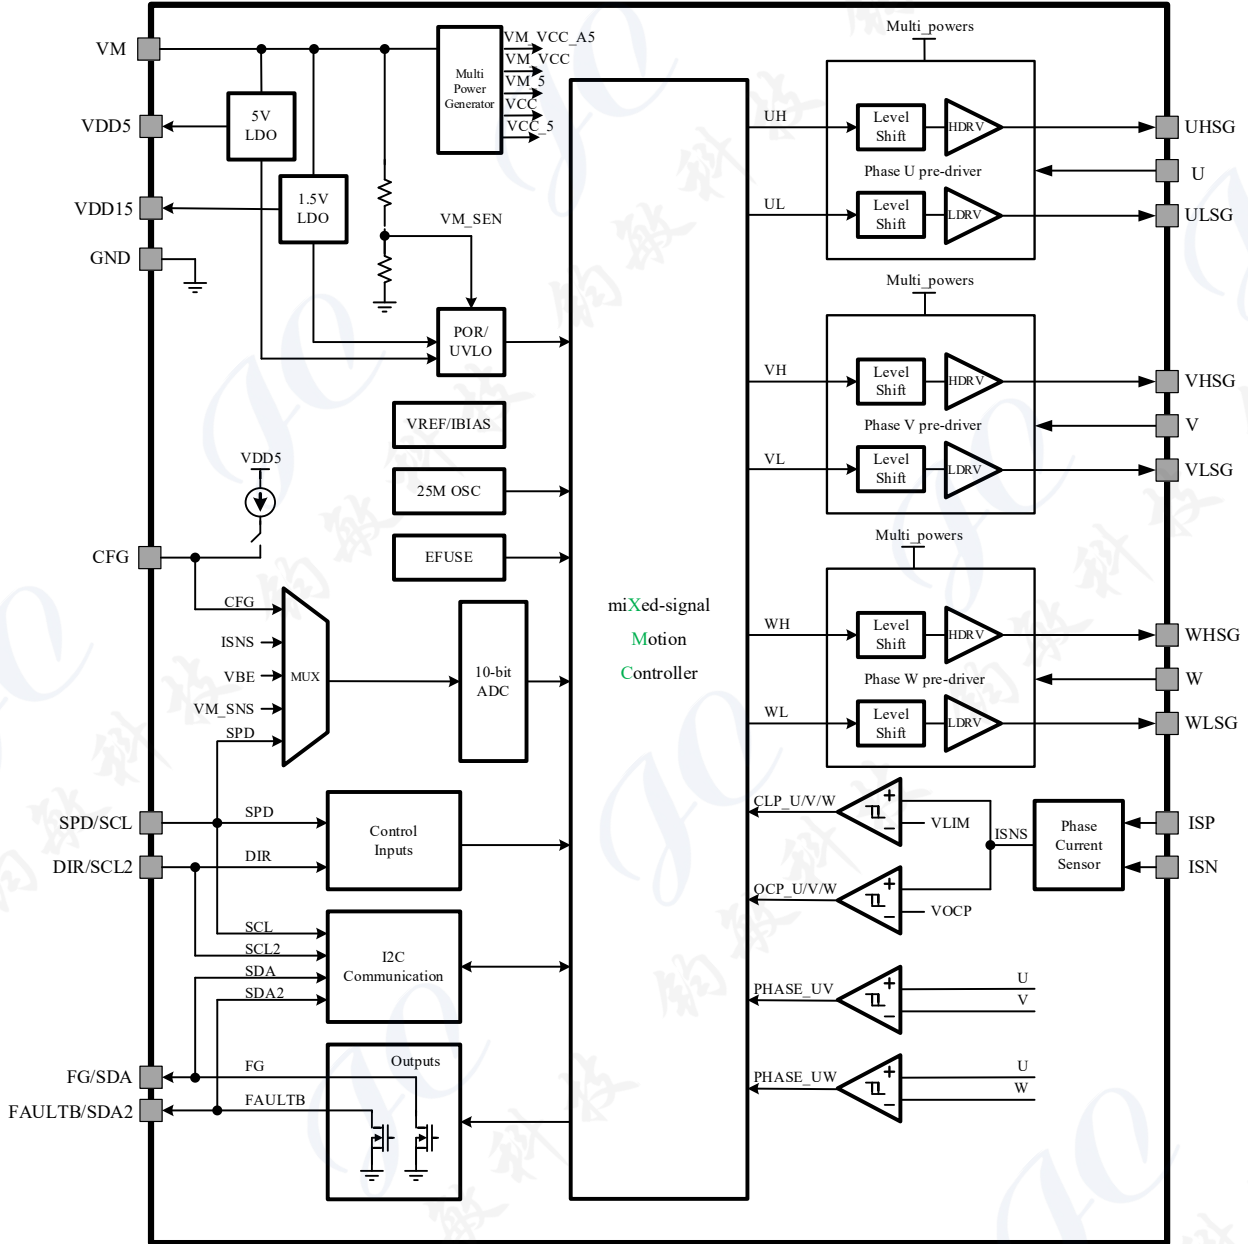 VM
VDD5
VDD15
GND
5V
LDO
1.5V
LDO
Multi
Power
Generator
VM_VCC_A5
VM_VCC
VM_5
VCC
VCC_5
VM_SEN
POR/
UVLO
VREF/IBIAS
25M OSC
EFUSE
VDD5
CFG
CFG
ISNS
VBE
VM_SNS
SPD
MUX
10-bit
ADC
SPD/SCL
DIR/SCL2
SPD
DIR
Control
Inputs
SCL
SCL2
SDA
SDA2
I2C
Communication
FG/SDA
FAULTB/SDA2
FG
FAULTB
Outputs
miXed-signal
Motion
Controller
Multi_powers
UH
Level
Shift
HDRV
UHSG
Phase U pre-driver
U
UL
Level
Shift
LDRV
ULSG
Multi_powers
VH
Level
Shift
HDRV
VHSG
Phase V pre-driver
V
VL
Level
Shift
LDRV
VLSG
Multi_powers
WH
Level
Shift
HDRV
WHSG
Phase W pre-driver
W
WL
Level
Shift
LDRV
WLSG
CLP_U/V/W
+
−
VLIM
ISNS
Phase
Current
Sensor
ISP
ISN
OCP_U/V/W
+
−
VOCP
PHASE_UV
+
−
U
V
PHASE_UW
+
−
U
W
钧敏科技